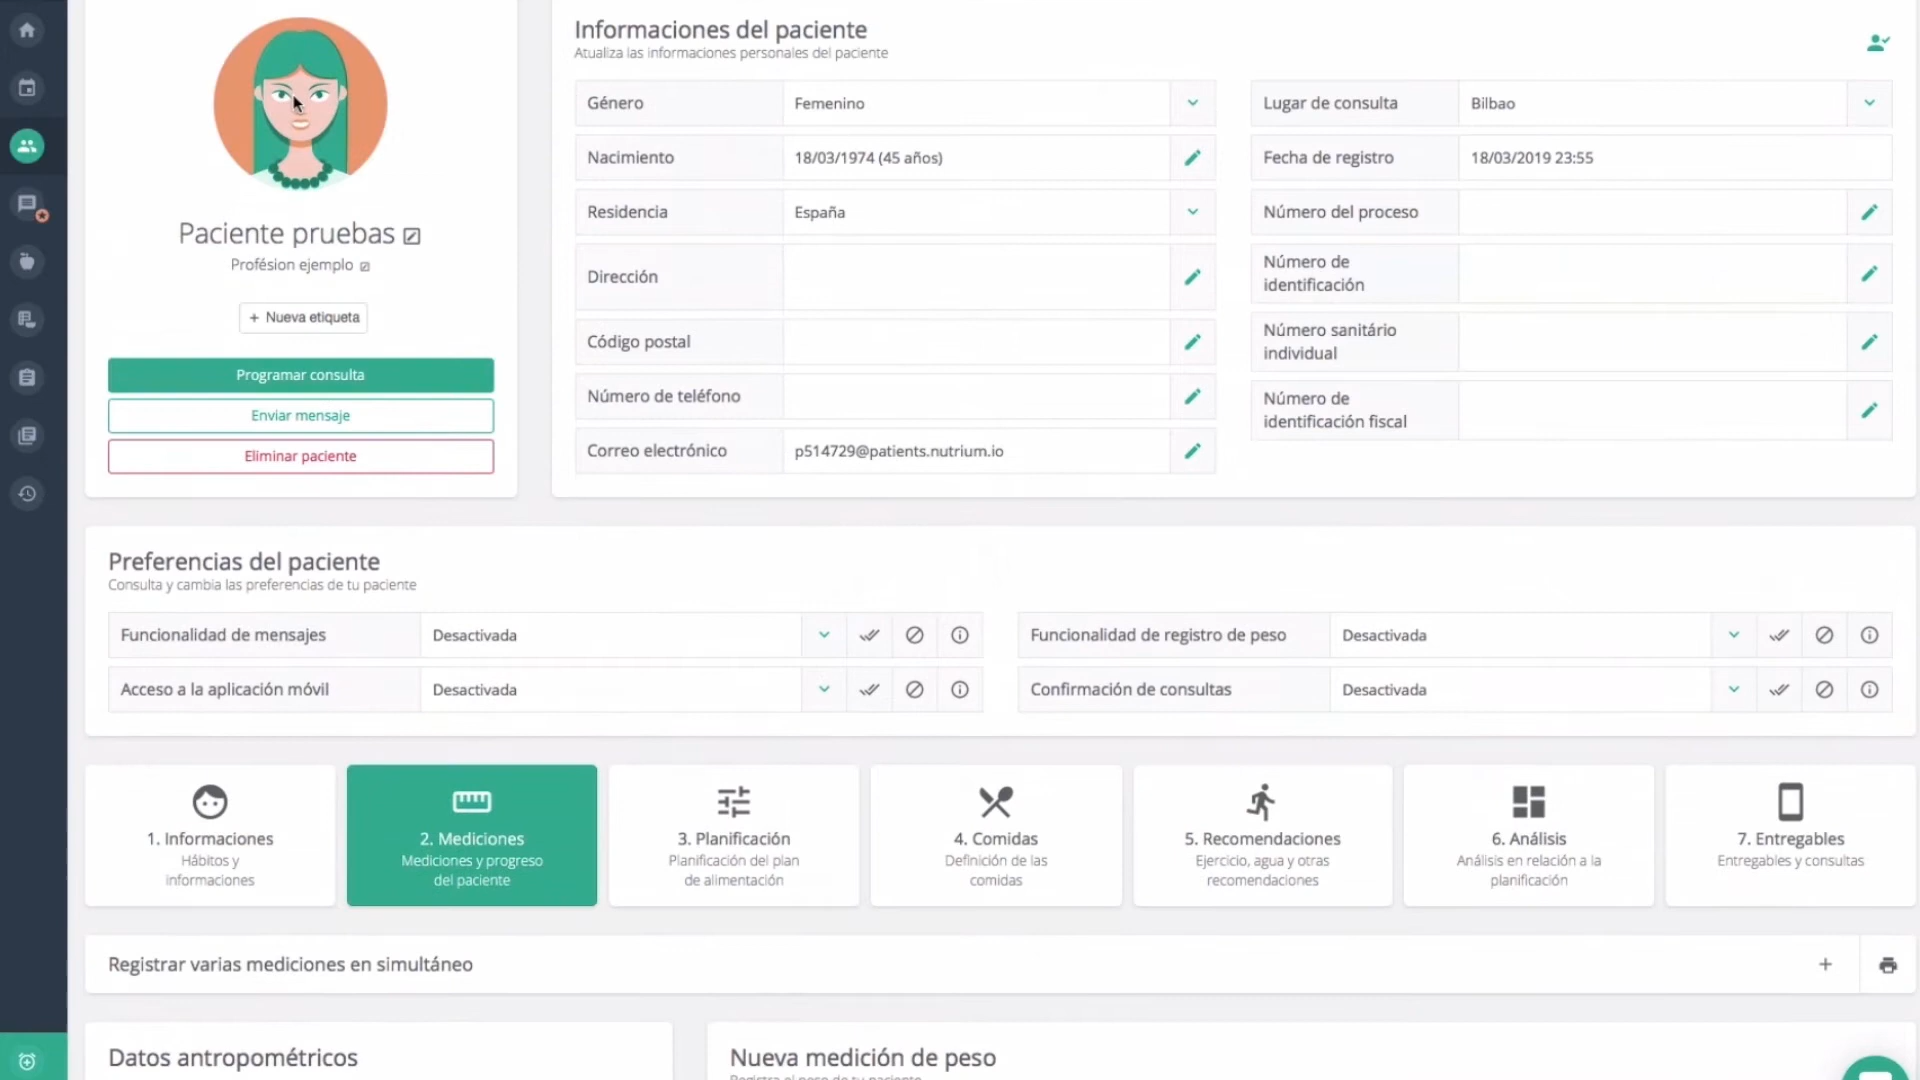 Paciente pruebas
Profésion ejemplo
+ Nueva etiqueta
Programar consulta
Enviar mensaje
Eliminar paciente
Informaciones del paciente
Atualiza las informaciones personales del paciente
Género
Femenino
Nacimiento
18/03/1974 (45 años)
Residencia
España
Dirección
Código postal
Número de teléfono
Correo electrónico
p514729@patients.nutrium.io
Lugar de consulta
Bilbao
Fecha de registro
18/03/2019 23:55
Número del proceso
Número de
identificación
Número sanitário
individual
Número de
identificación fiscal
Preferencias del paciente
Consulta y cambia las preferencias de tu paciente
Funcionalidad de mensajes
Desactivada
Funcionalidad de registro de peso
Desactivada
Acceso a la aplicación móvil
Desactivada
Confirmación de consultas
Desactivada
1. Informaciones
Hábitos y
informaciones
2. Mediciones
Mediciones y progreso
del paciente
3. Planificación
Planificación del plan
de alimentación
4. Comidas
Definición de las
comidas
5. Recomendaciones
Ejercicio, agua y otras
recomendaciones
6. Análisis
Análisis en relación a la
planificación
7. Entregables
Entregables y consultas
Registrar varias mediciones en simultáneo
Datos antropométricos
Nueva medición de peso
Registra el peso de tu paciente